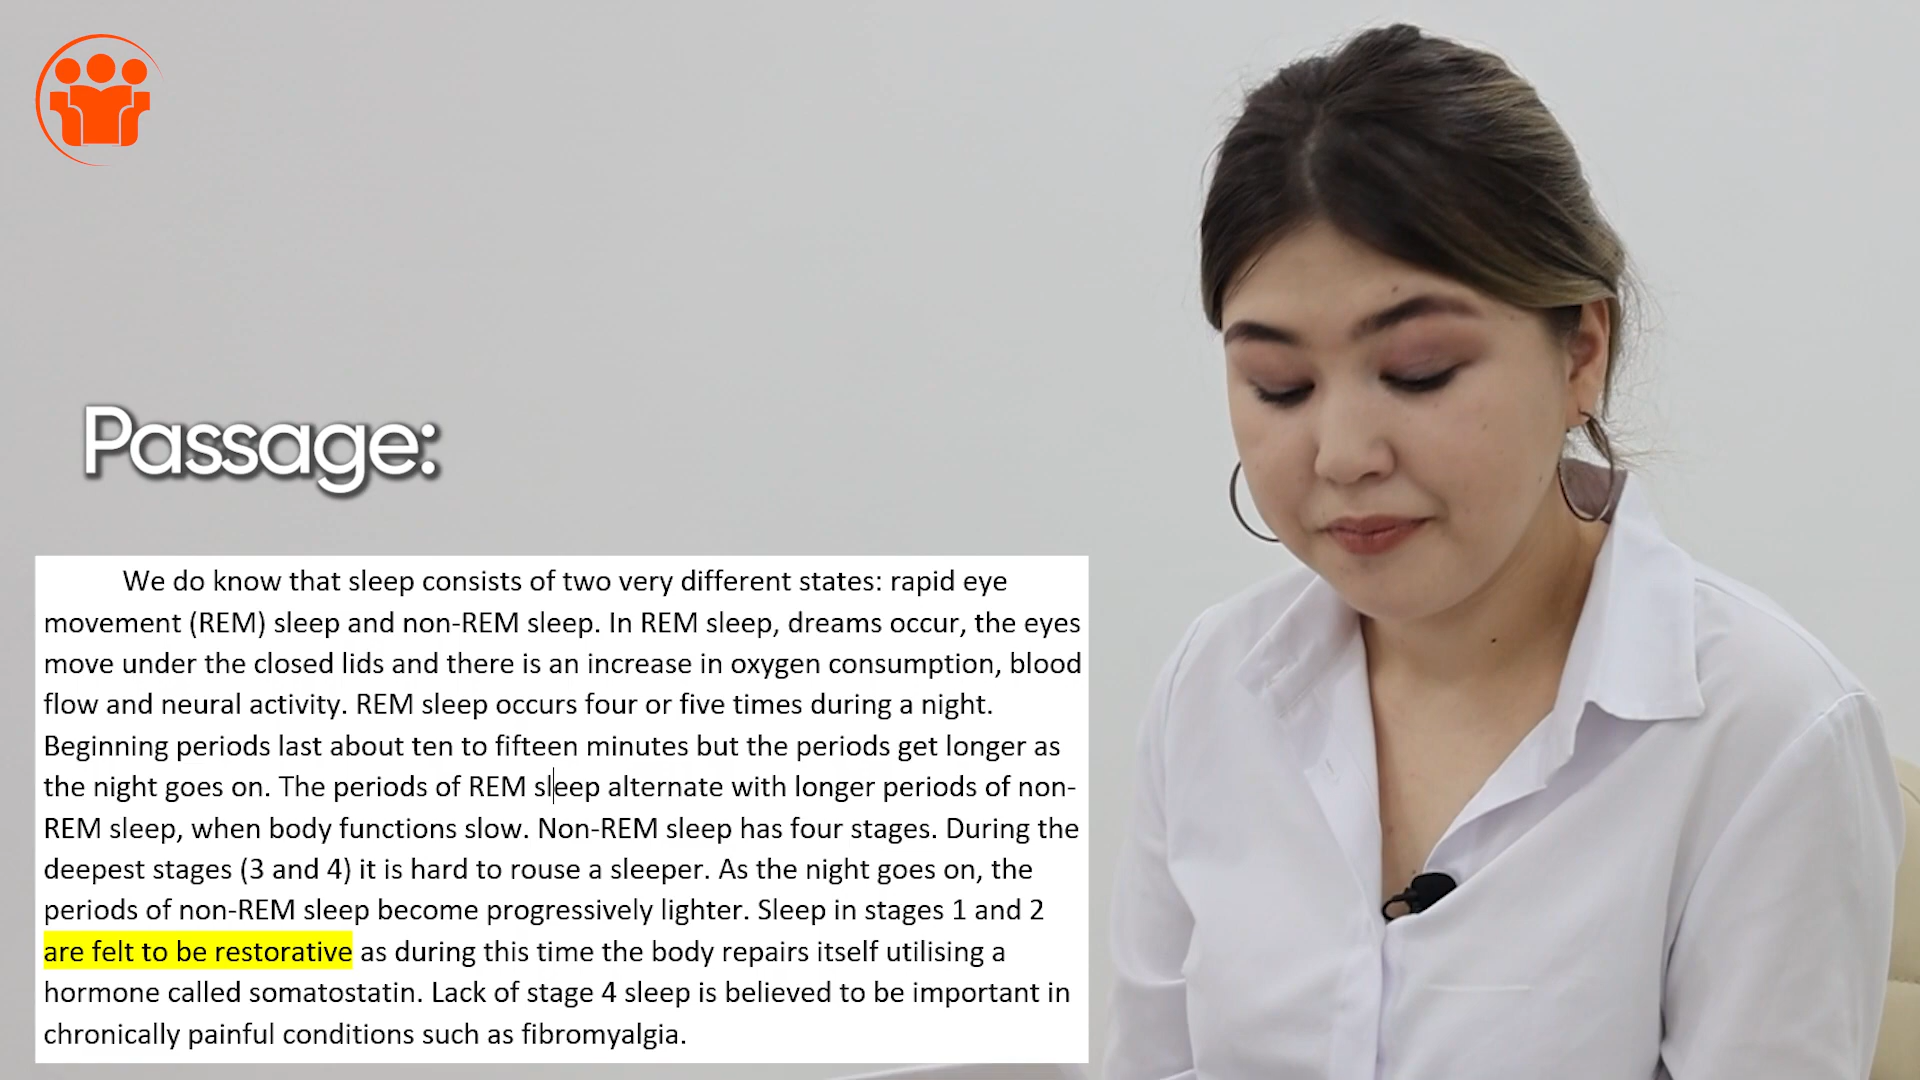 Passage:
We do know that sleep consists of two very different states: rapid eye
movement (REM) sleep and non-REM sleep. In REM sleep, dreams occur, the eyes
move under the closed lids and there is an increase in oxygen consumption, blood
flow and neural activity. REM sleep occurs four or five times during a night.
Beginning periods last about ten to fifteen minutes but the periods get longer as
the night goes on. The periods of REM sleep alternate with longer periods of non-
REM sleep, when body functions slow. Non-REM sleep has four stages. During the
deepest stages (3 and 4) it is hard to rouse a sleeper. As the night goes on, the
periods of non-REM sleep become progressively lighter. Sleep in stages 1 and 2
are felt to be restorative as during this time the body repairs itself utilising a
hormone called somatostatin. Lack of stage 4 sleep is believed to be important in
chronically painful conditions such as fibromyalgia.